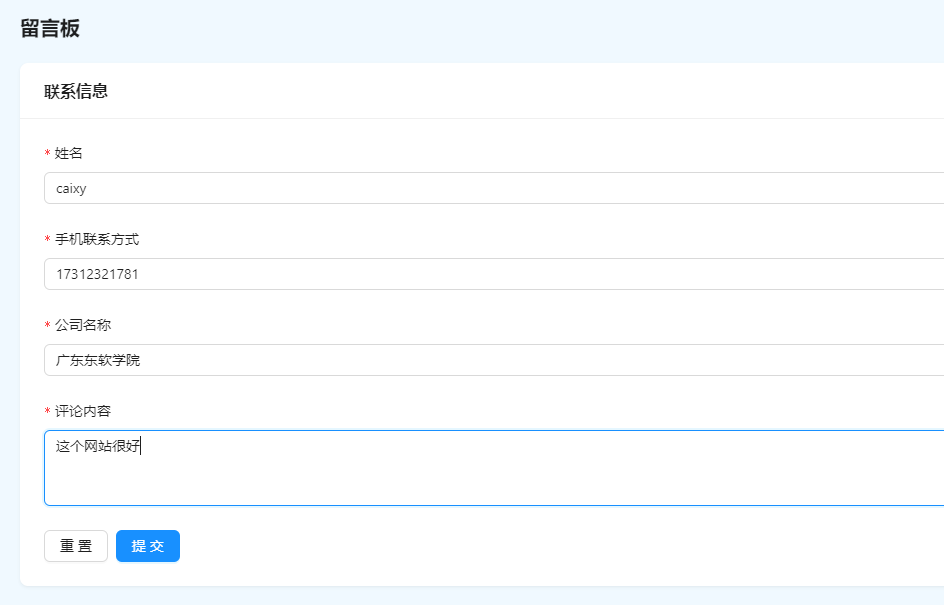 留言板
联系信息
* 姓名
caixy
* 手机联系方式
17312321781
* 公司名称
广东东软学院
* 评论内容
这个网站很好
重 置 提 交